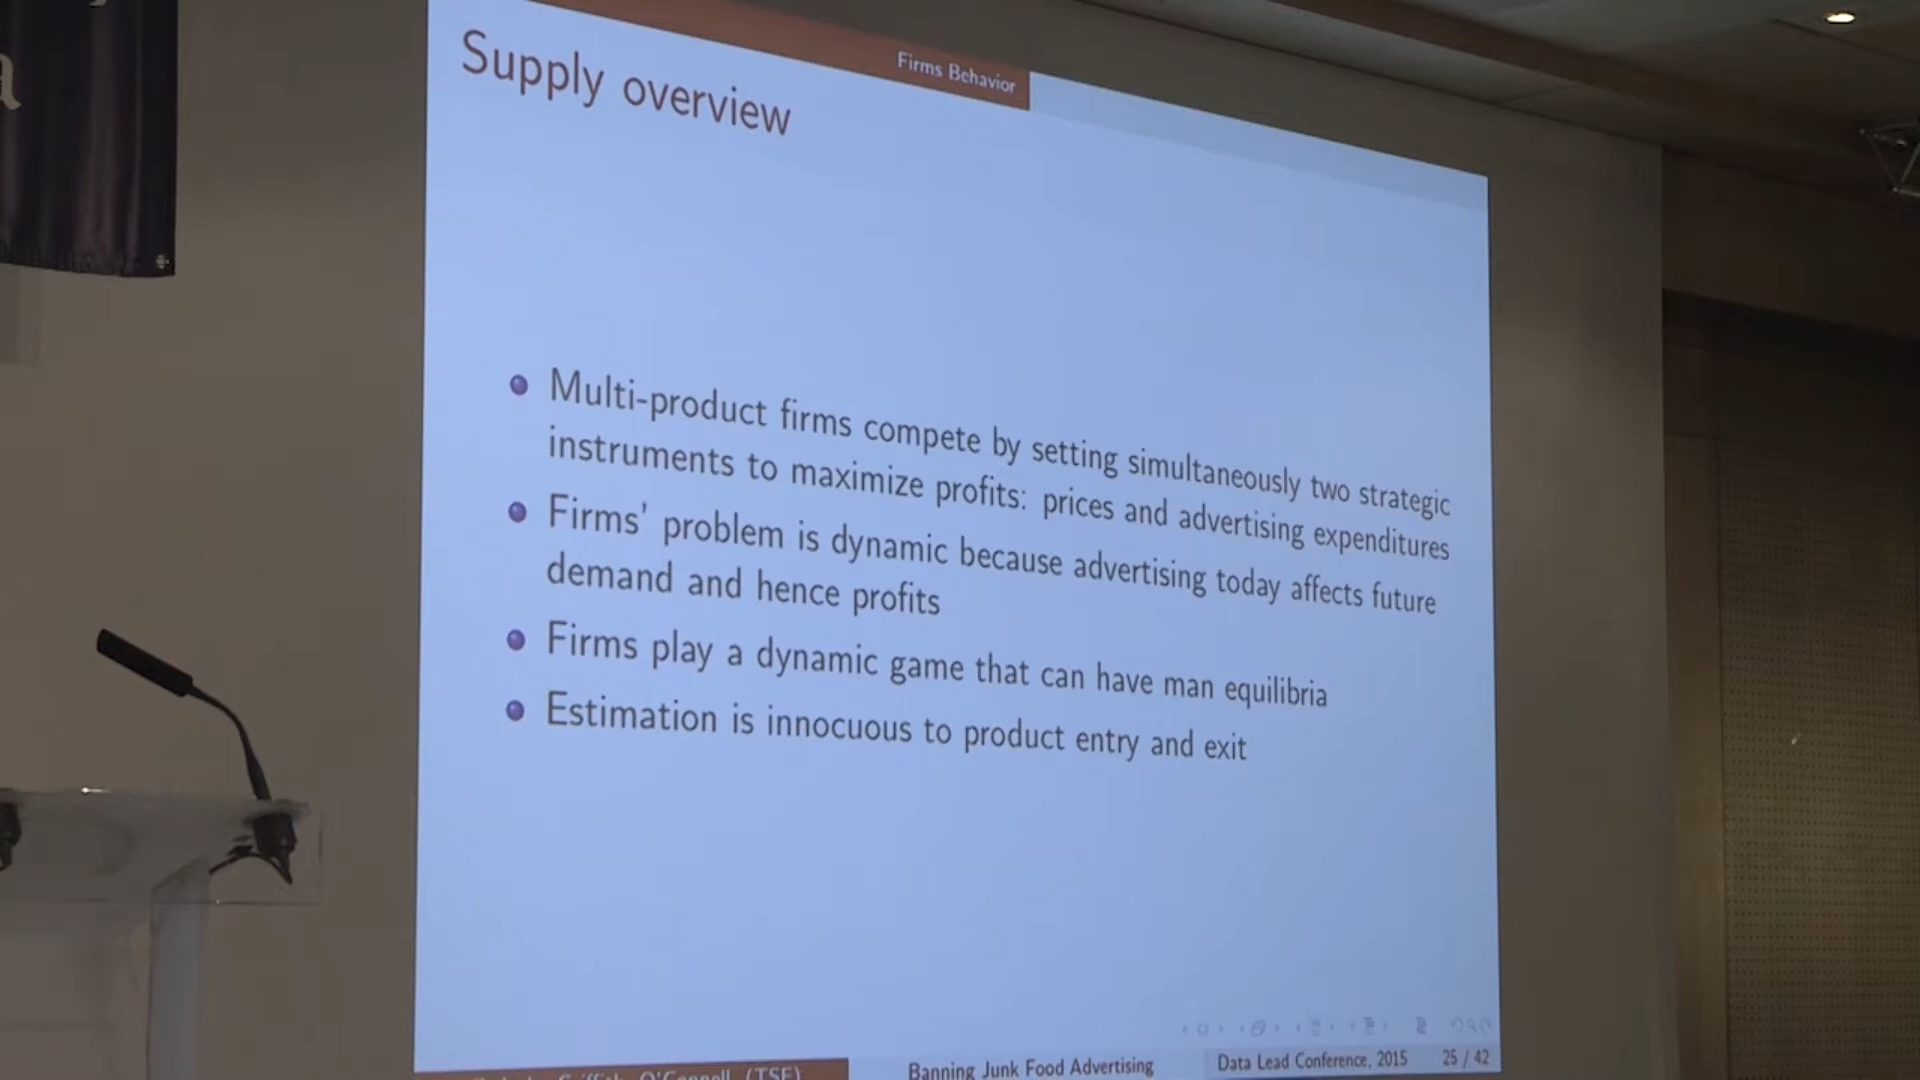 Firms Behavior
Supply overview
Multi-product firms compete by setting simultaneously two strategic
instruments to maximize profits: prices and advertising expenditures
Firms' problem is dynamic because advertising today affects future
demand and hence profits
Firms play a dynamic game that can have man equilibria
Estimation is innocuous to product entry and exit
Griffith, O'Connell (TSE)
Banning Junk Food Advertising
Data Lead Conference, 2015
25 / 42